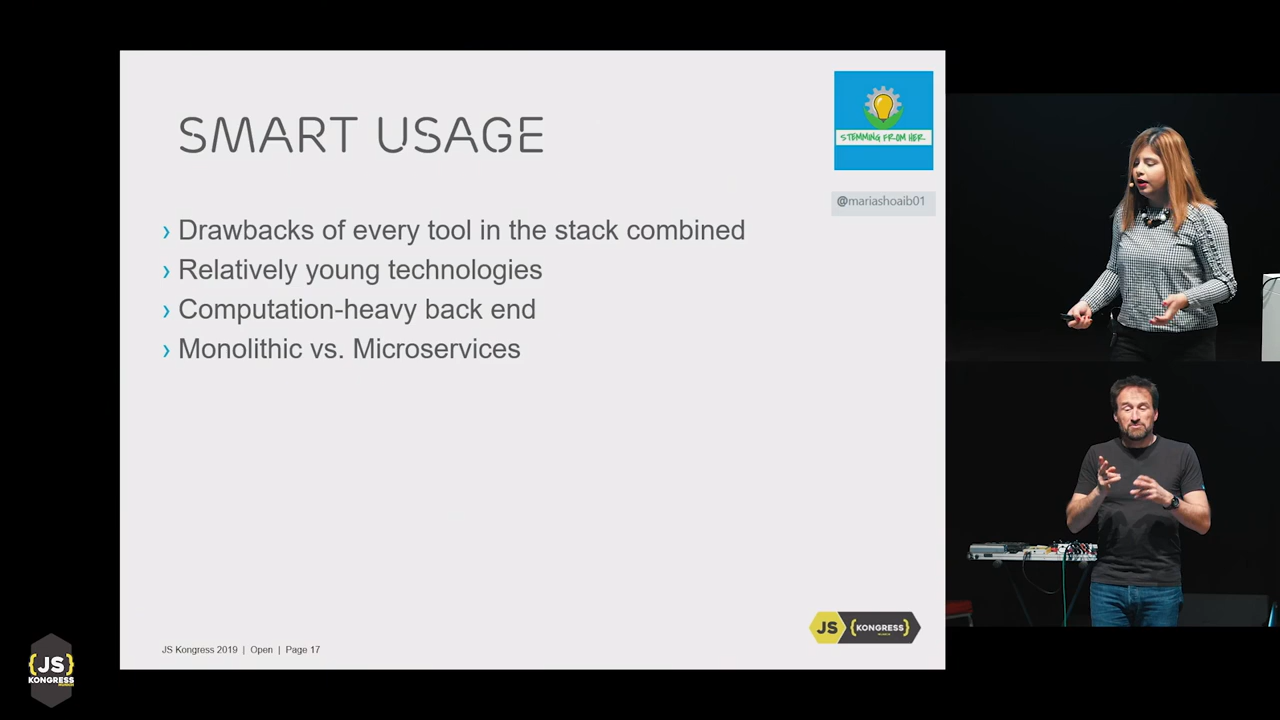 SMART USAGE
STEMMING FROM HER
@mariashoaib01
› Drawbacks of every tool in the stack combined
› Relatively young technologies
› Computation-heavy back end
› Monolithic vs. Microservices
JS {KONGRESS}
JS Kongress 2019 | Open | Page 17
{JS}
KONGRESS